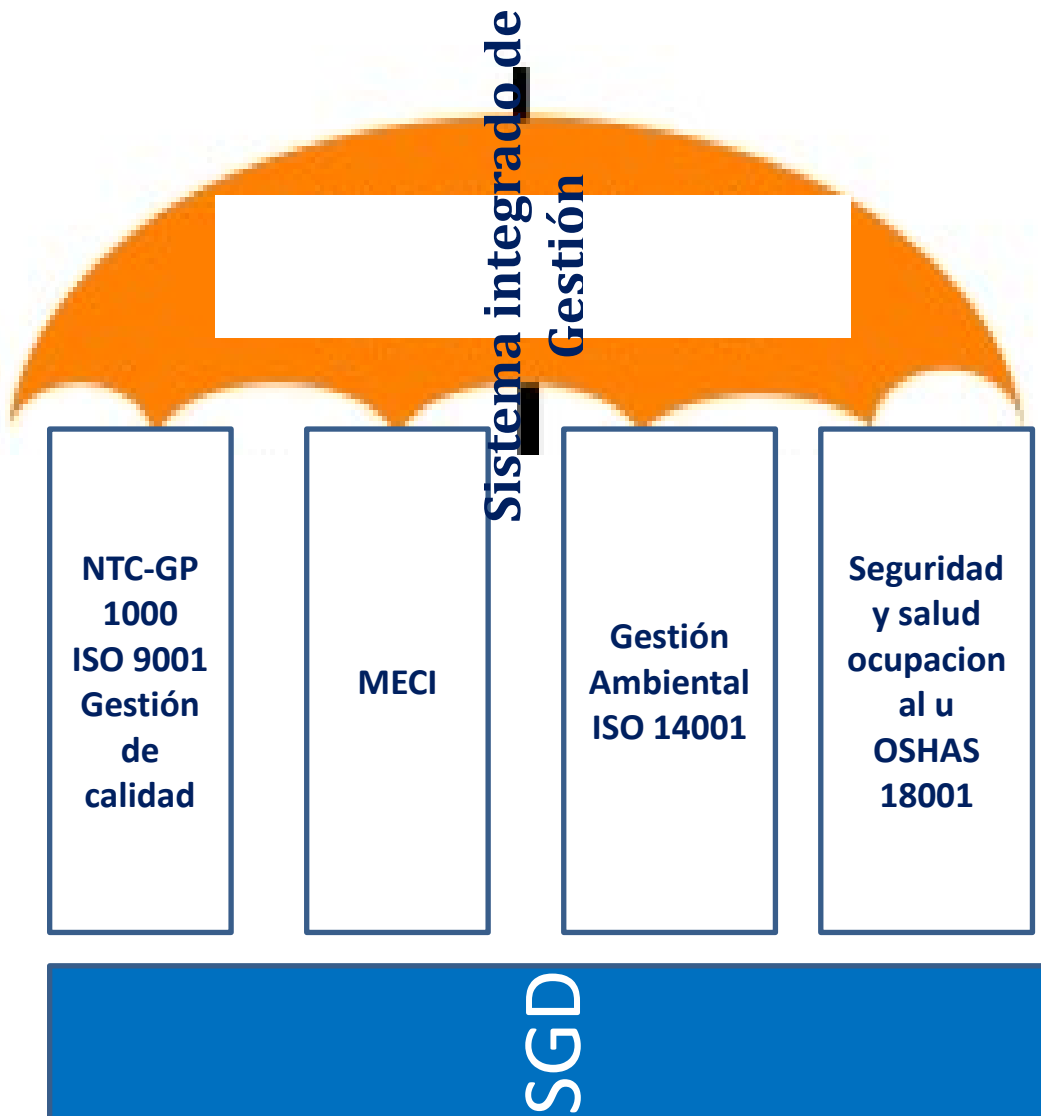 Sistema integrado de
Gestión
NTC-GP
1000
ISO 9001
Gestión
de
calidad
MECI
Gestión
Ambiental
ISO 14001
Seguridad
y salud
ocupacion
al u
OSHAS
18001
SGD